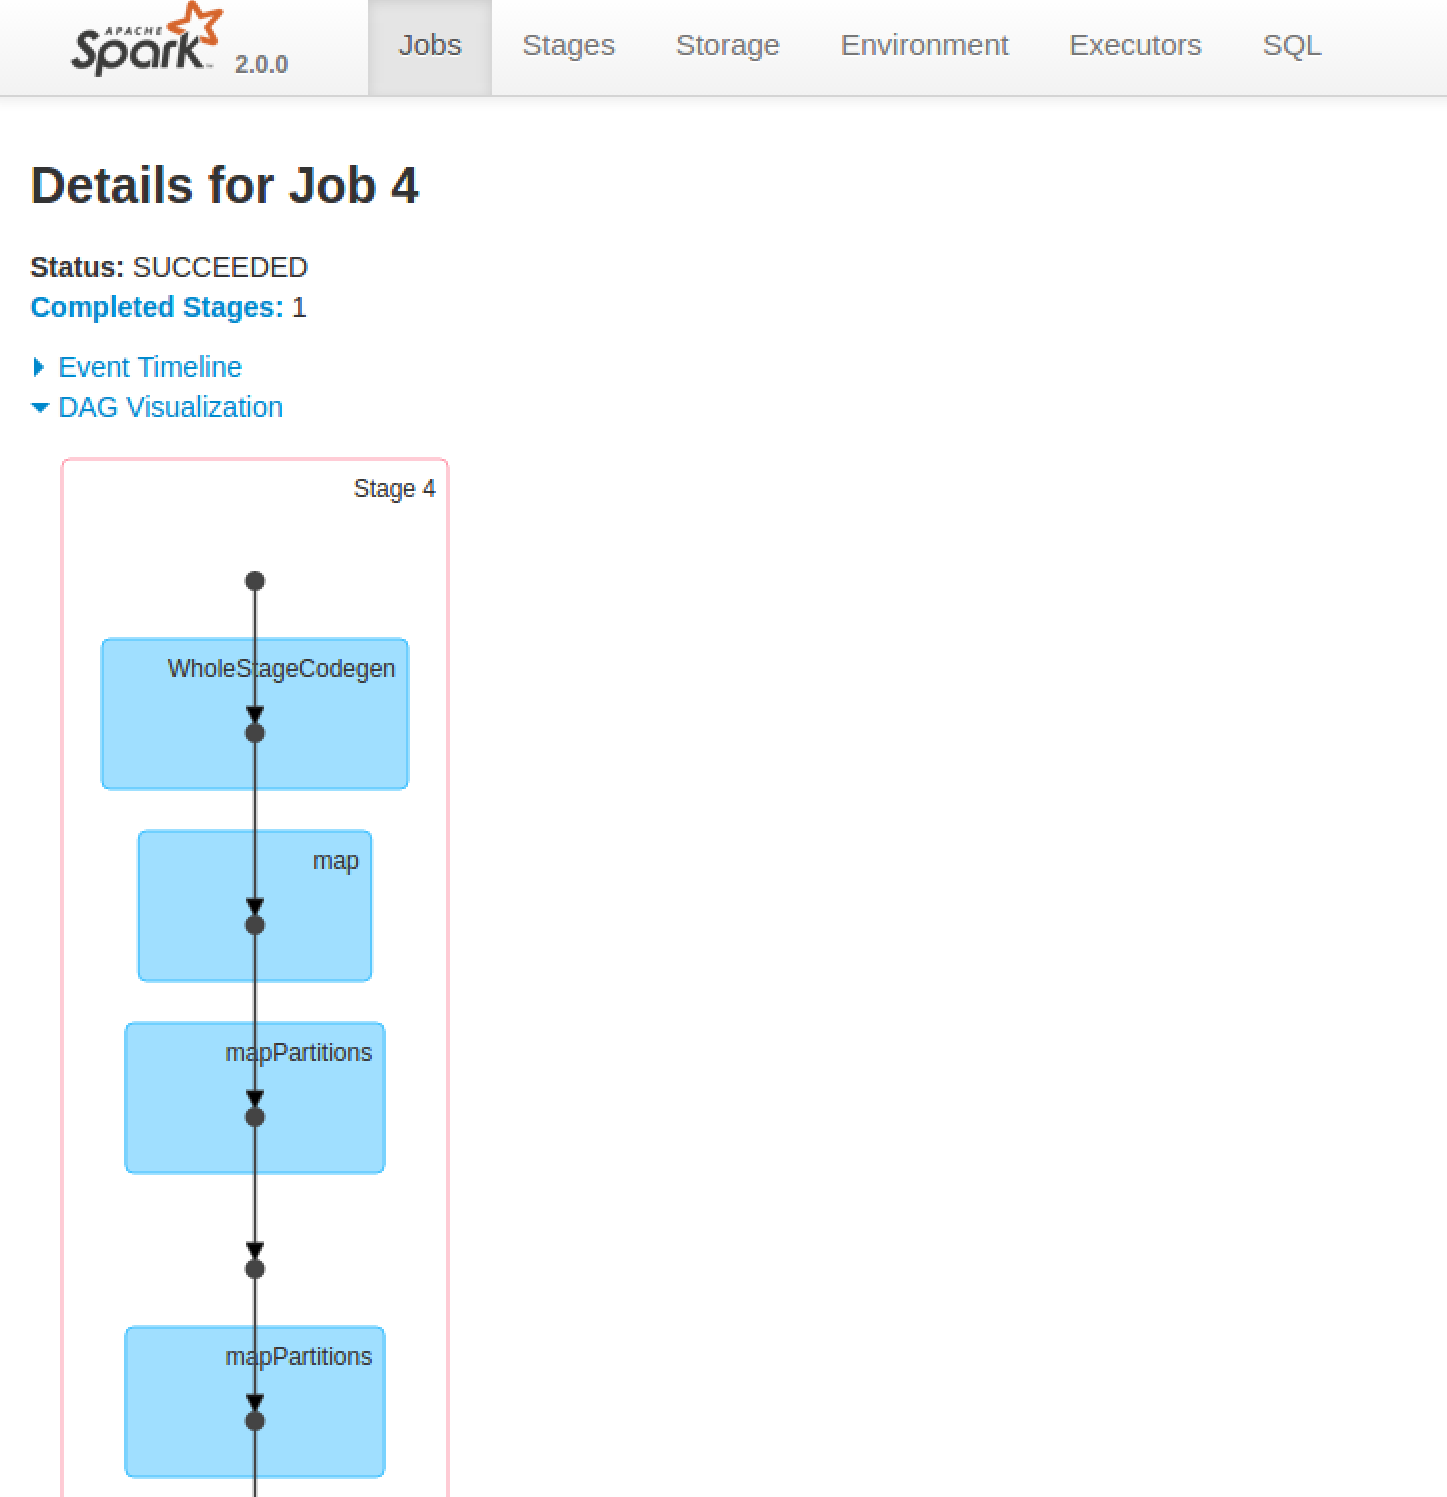 APACHE
Spark™ 2.0.0
Jobs Stages Storage Environment Executors SQL
Details for Job 4
Status: SUCCEEDED
Completed Stages: 1
Event Timeline
DAG Visualization
Stage 4
WholeStageCodegen
map
mapPartitions
mapPartitions